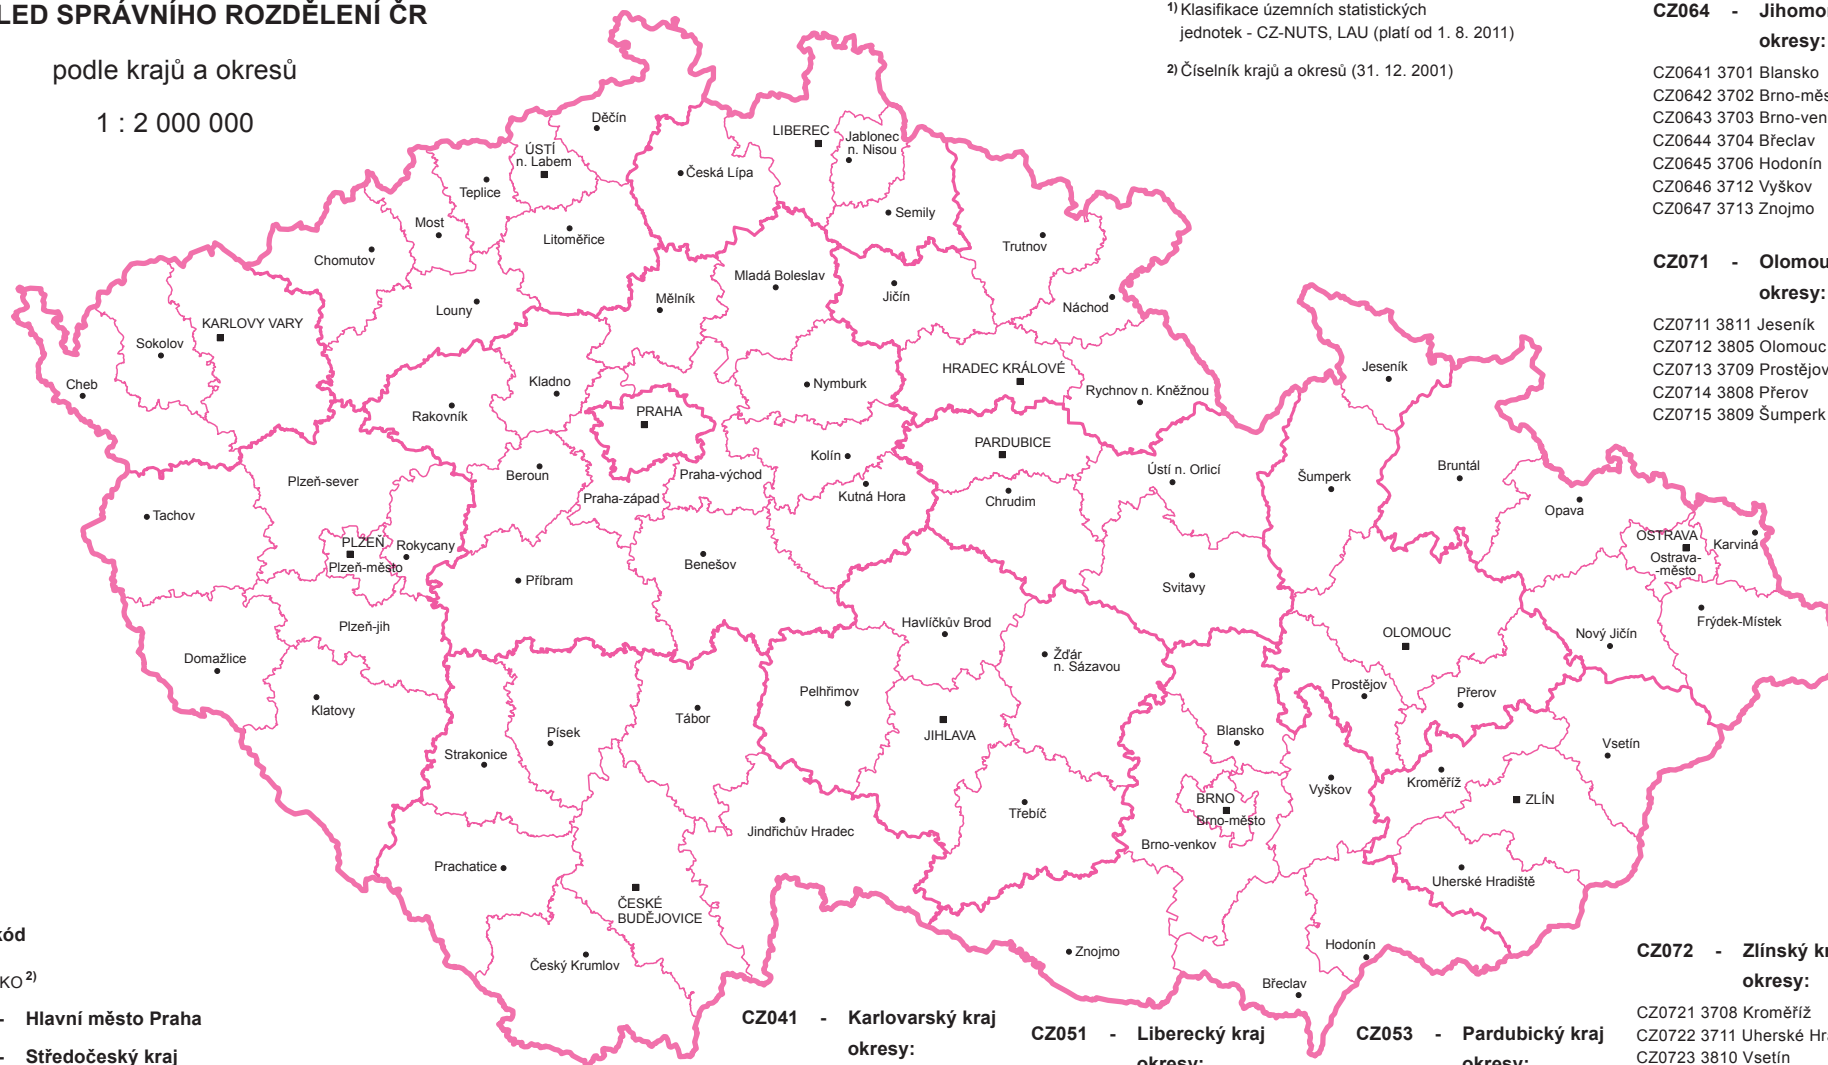 LED SPRÁVNÍHO ROZDĚLENÍ ČR
podle krajů a okresů
1 : 2 000 000
1) Klasifikace územních statistických
jednotek - CZ-NUTS, LAU (platí od 1. 8. 2011)
2) Číselník krajů a okresů (31. 12. 2001)
CZ064 - Jihomo
okresy:
CZ0641 3701 Blansko
CZ0642 3702 Brno-měs
CZ0643 3703 Brno-ven
CZ0644 3704 Břeclav
CZ0645 3706 Hodonín
CZ0646 3712 Vyškov
CZ0647 3713 Znojmo
CZ071 - Olomou
okresy:
CZ0711 3811 Jeseník
CZ0712 3805 Olomouc
CZ0713 3709 Prostějov
CZ0714 3808 Přerov
CZ0715 3809 Šumperk
Děčín
LIBEREC
Jablonec
n. Nisou
ÚSTÍ
n. Labem
Česká Lípa
Teplice
Semily
Most
Litoměřice
Trutnov
Chomutov
Mladá Boleslav
Jičín
Mělník
Náchod
Louny
KARLOVY VARY
Sokolov
Cheb
Kladno
Nymburk
HRADEC KRÁLOVÉ
Rychnov n. Kněžnou
Jeseník
Rakovník
PRAHA
PARDUBICE
Kolín
Beroun
Praha-východ
Praha-západ
Kutná Hora
Chrudim
Ústí n. Orlicí
Šumperk
Bruntál
Plzeň-sever
Tachov
Opava
PLZEŇ
Plzeň-město
Rokycany
OSTRAVA
Ostrava-
-město
Karviná
Benešov
Příbram
Svitavy
Plzeň-jih
Havlíčkův Brod
Frýdek-Místek
OLOMOUC
Nový Jičín
Domažlice
Žďár
n. Sázavou
Klatovy
Pelhřimov
Prostějov
Přerov
Tábor
Písek
JIHLAVA
Blansko
Vsetín
Strakonice
Kroměříž
Vyškov
BRNO
Brno-město
ZLÍN
Třebíč
Jindřichův Hradec
Brno-venkov
Prachatice
Uherské Hradiště
ČESKÉ
BUDĚJOVICE
Český Krumlov
Znojmo
Hodonín
Břeclav
kód
KO 2)
- Hlavní město Praha
- Středočeský kraj
CZ041 - Karlovarský kraj
okresy:
CZ051 - Liberecký kraj
okresy:
CZ053 - Pardubický kraj
okresy:
CZ072 - Zlínský kr
okresy:
CZ0721 3708 Kroměříž
CZ0722 3711 Uherské Hra
CZ0723 3810 Vsetín